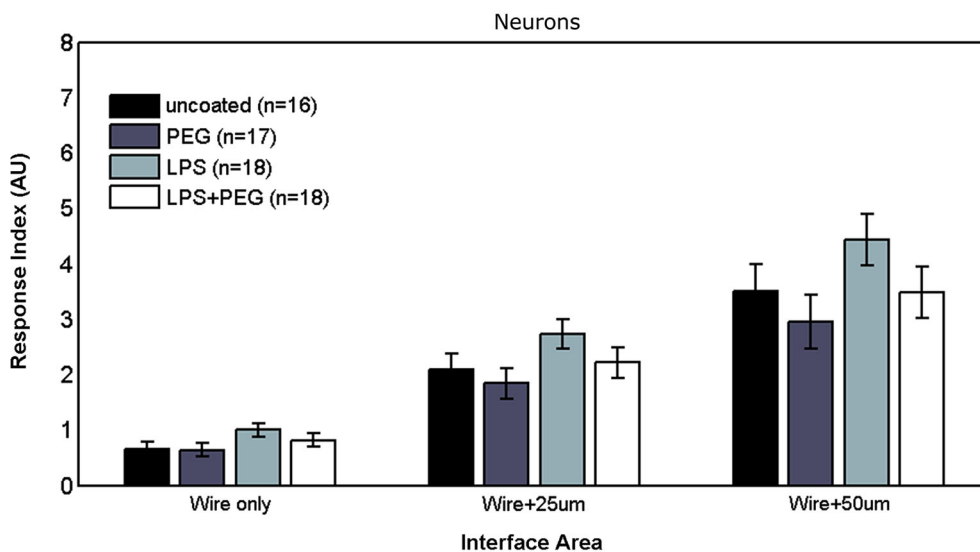 Neurons
8
7
6
5
4
3
2
1
0
Response Index (AU)
uncoated (n=16)
PEG (n=17)
LPS (n=18)
LPS+PEG (n=18)
Wire only
Wire+25um
Wire+50um
Interface Area